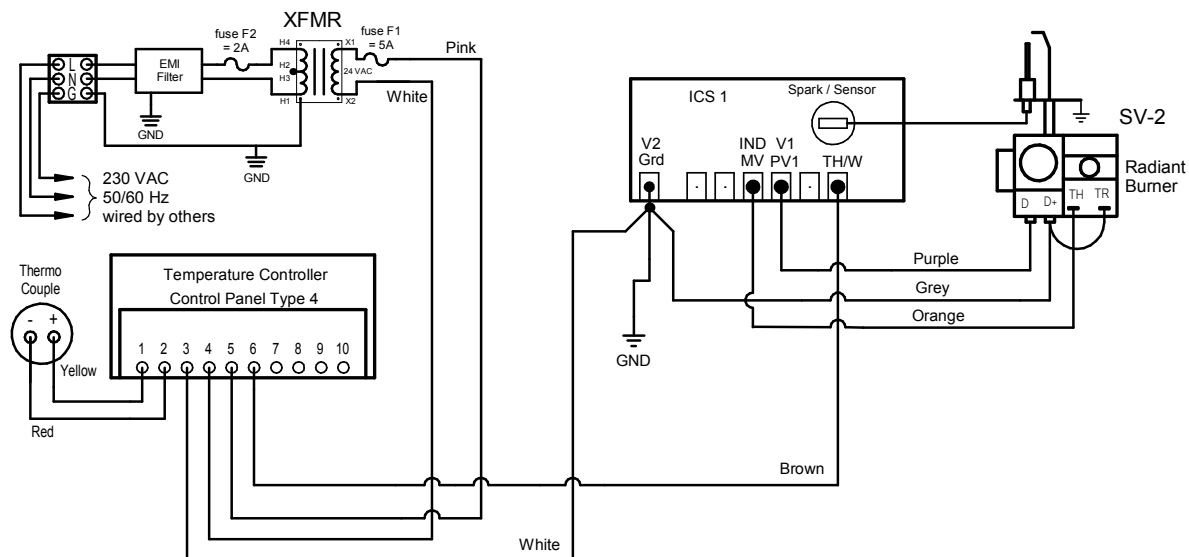 XFMR
fuse F2
= 2A
fuse F1
= 5A
H4
H2
H3
H1
X1
24 VAC
X2
Pink
White
L
N
G
EMI
Filter
GND
GND
230 VAC
50/60 Hz
wired by others
ICS 1
Spark / Sensor
V2
Grd
IND
MV
V1
PV1
TH/W
SV-2
Radiant
Burner
D
D+
TH
TR
Purple
Grey
Orange
GND
Thermo
Couple
-
+
Yellow
Red
Temperature Controller
Control Panel Type 4
1 2 3 4 5 6 7 8 9 10
Brown
White